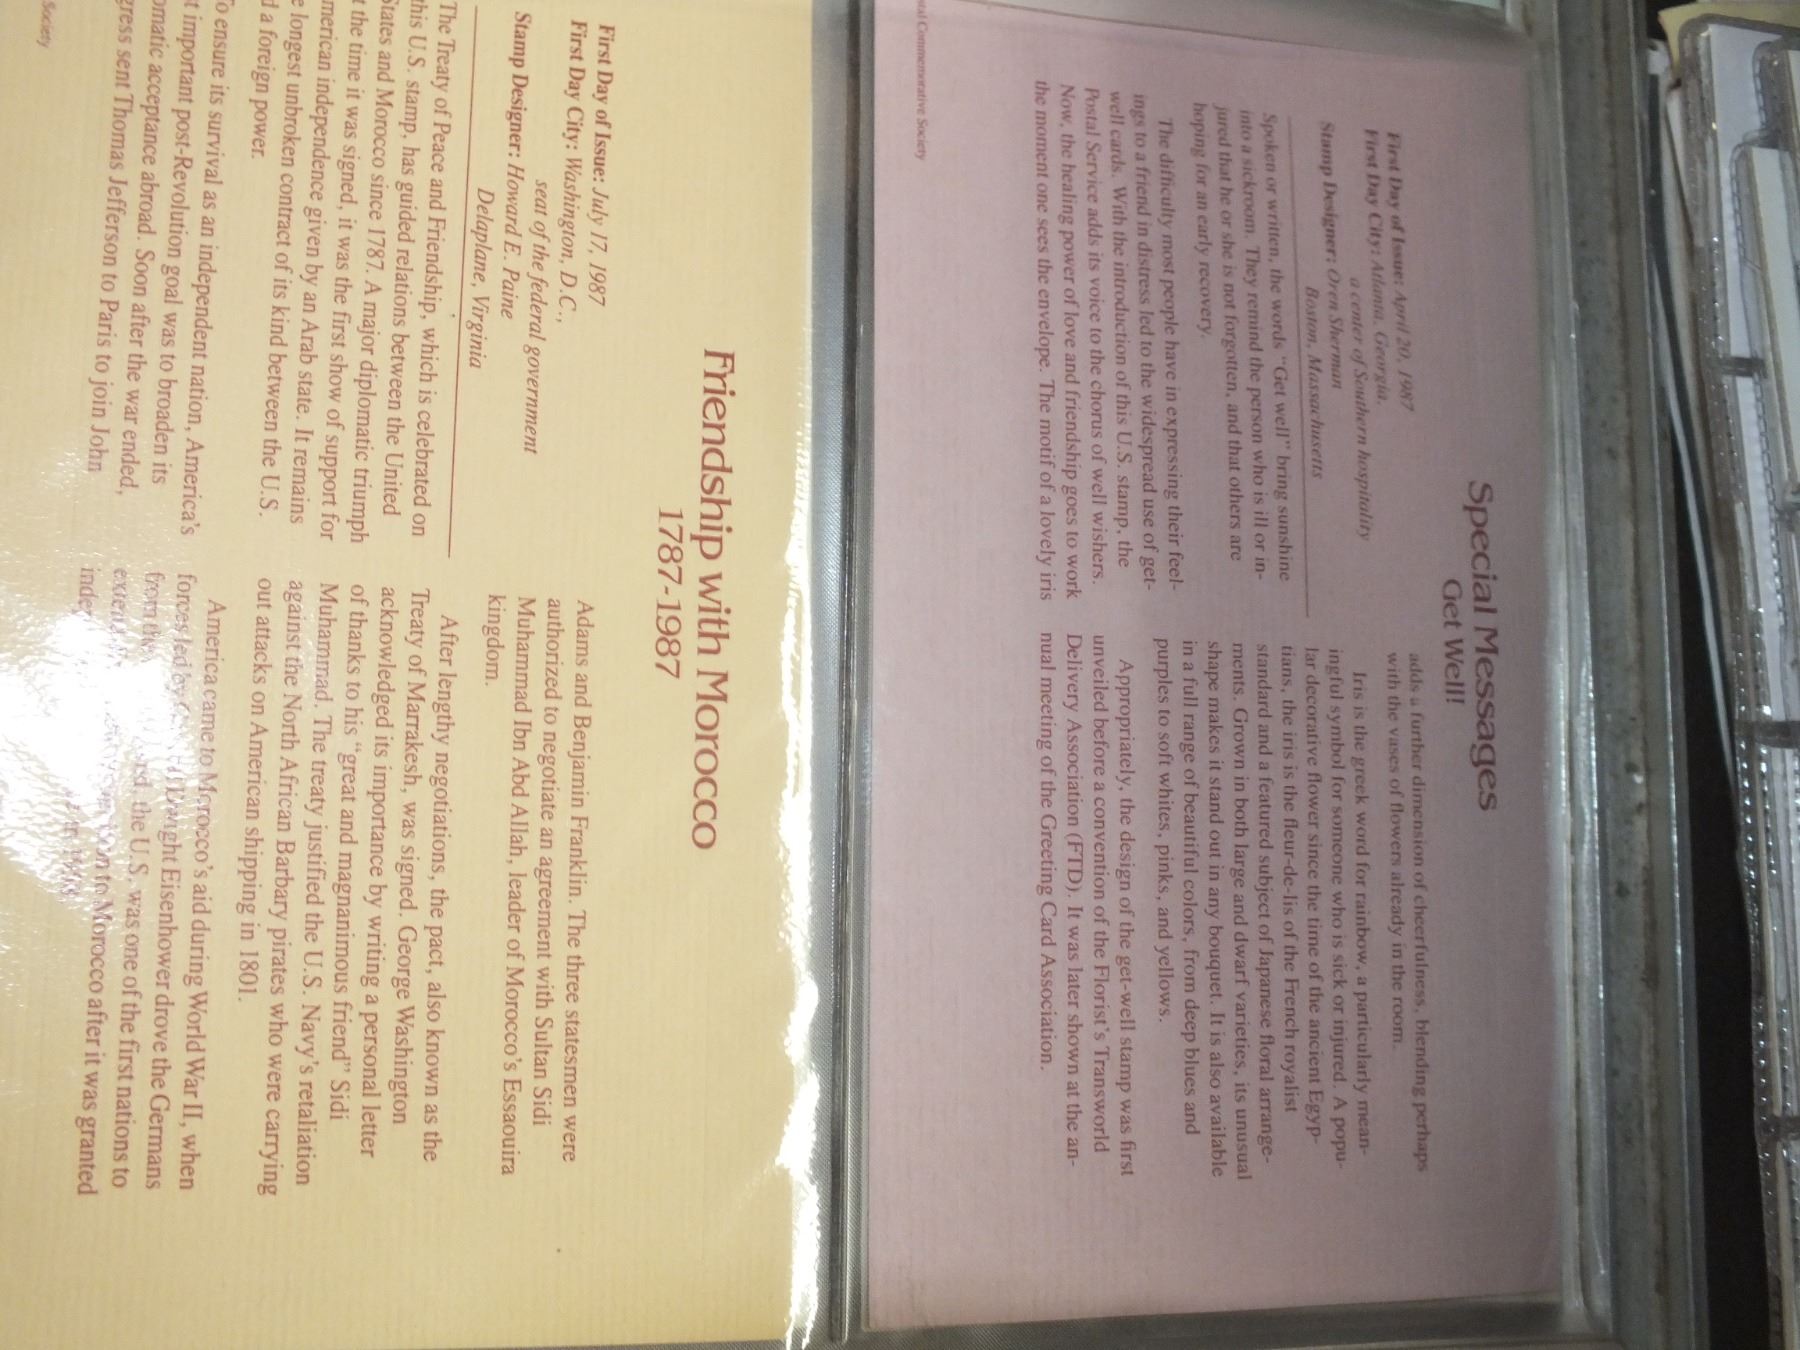 Special Messages
Get Well!
First Day of Issue: April 20, 1987
First Day City: Atlanta, Georgia,
a center of Southern hospitality
Stamp Designer: Oren Sherman
Boston, Massachusetts
Spoken or written, the words "Get well" bring sunshine
into a sickroom. They remind the person who is ill or in-
jured that he or she is not forgotten, and that others are
hoping for an early recovery.
The difficulty most people have in expressing their feel-
ings to a friend in distress led to the widespread use of get-
well cards. With the introduction of this U.S. stamp, the
Postal Service adds its voice to the chorus of well wishers.
Now, the healing power of love and friendship goes to work
the moment one sees the envelope. The motif of a lovely iris
adds a further dimension of cheerfulness, blending perhaps
with the vases of flowers already in the room.
Iris is the greek word for rainbow, a particularly mean-
ingful symbol for someone who is sick or injured. A popu-
lar decorative flower since the time of the ancient Egyp-
tians, the iris is the fleur-de-lis of the French royalist
standard and a featured subject of Japanese floral arrange-
ments. Grown in both large and dwarf varieties, its unusual
shape makes it stand out in any bouquet. It is also available
in a full range of beautiful colors, from deep blues and
purples to soft whites, pinks, and yellows.
Appropriately, the design of the get-well stamp was first
unveiled before a convention of the Florist's Transworld
Delivery Association (FTD). It was later shown at the an-
nual meeting of the Greeting Card Association.
Commemorative Society
Friendship with Morocco
1787-1987
First Day of Issue: July 17, 1987
First Day City: Washington, D.C.,
seat of the federal government
Stamp Designer: Howard E. Paine
Delaplane, Virginia
The Treaty of Peace and Friendship, which is celebrated on
this U.S. stamp, has guided relations between the United
States and Morocco since 1787. A major diplomatic triumph
t the time it was signed, it was the first show of support for
merican independence given by an Arab state. It remains
e longest unbroken contract of its kind between the U.S.
d a foreign power.
To ensure its survival as an independent nation, America's
t important post-Revolution goal was to broaden its
omatic acceptance abroad. Soon after the war ended,
gress sent Thomas Jefferson to Paris to join John
Adams and Benjamin Franklin. The three statesmen were
authorized to negotiate an agreement with Sultan Sidi
Muhammad Ibn Abd Allah, leader of Morocco's Essaouira
kingdom.
After lengthy negotiations, the pact, also known as the
Treaty of Marrakesh, was signed. George Washington
acknowledged its importance by writing a personal letter
of thanks to his "great and magnanimous friend" Sidi
Muhammad. The treaty justified the U.S. Navy's retaliation
against the North African Barbary pirates who were carrying
out attacks on American shipping in 1801.
America came to Morocco's aid during World War II, when
forces led by Dwight Eisenhower drove the Germans
from the U.S. was one of the first nations to
to Morocco after it was granted
Society